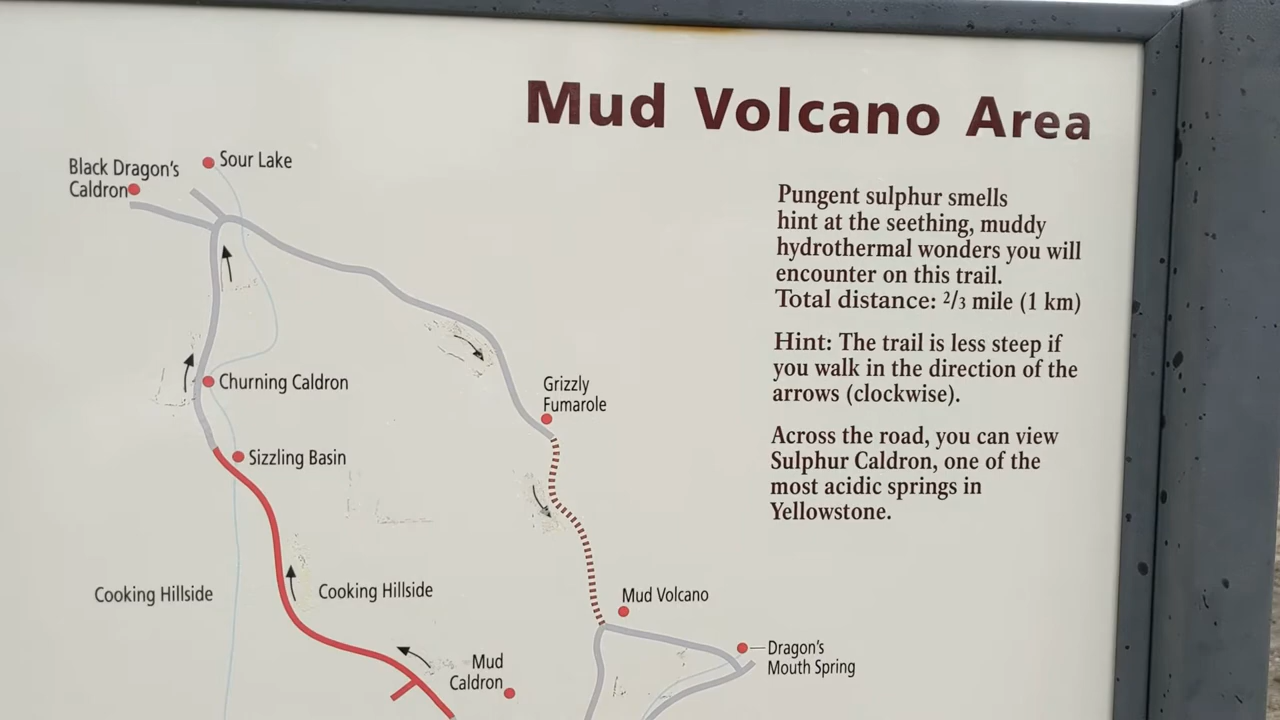 Mud Volcano Area
Black Dragon's
Caldron
Sour Lake
Pungent sulphur smells
hint at the seething, muddy
hydrothermal wonders you will
encounter on this trail.
Total distance: 2/3 mile (1 km)
Hint: The trail is less steep if
you walk in the direction of the
arrows (clockwise).
Across the road, you can view
Sulphur Caldron, one of the
most acidic springs in
Yellowstone.
Churning Caldron
Grizzly
Fumarole
Sizzling Basin
Cooking Hillside
Cooking Hillside
Mud Volcano
Dragon's
Mouth Spring
Mud
Caldron